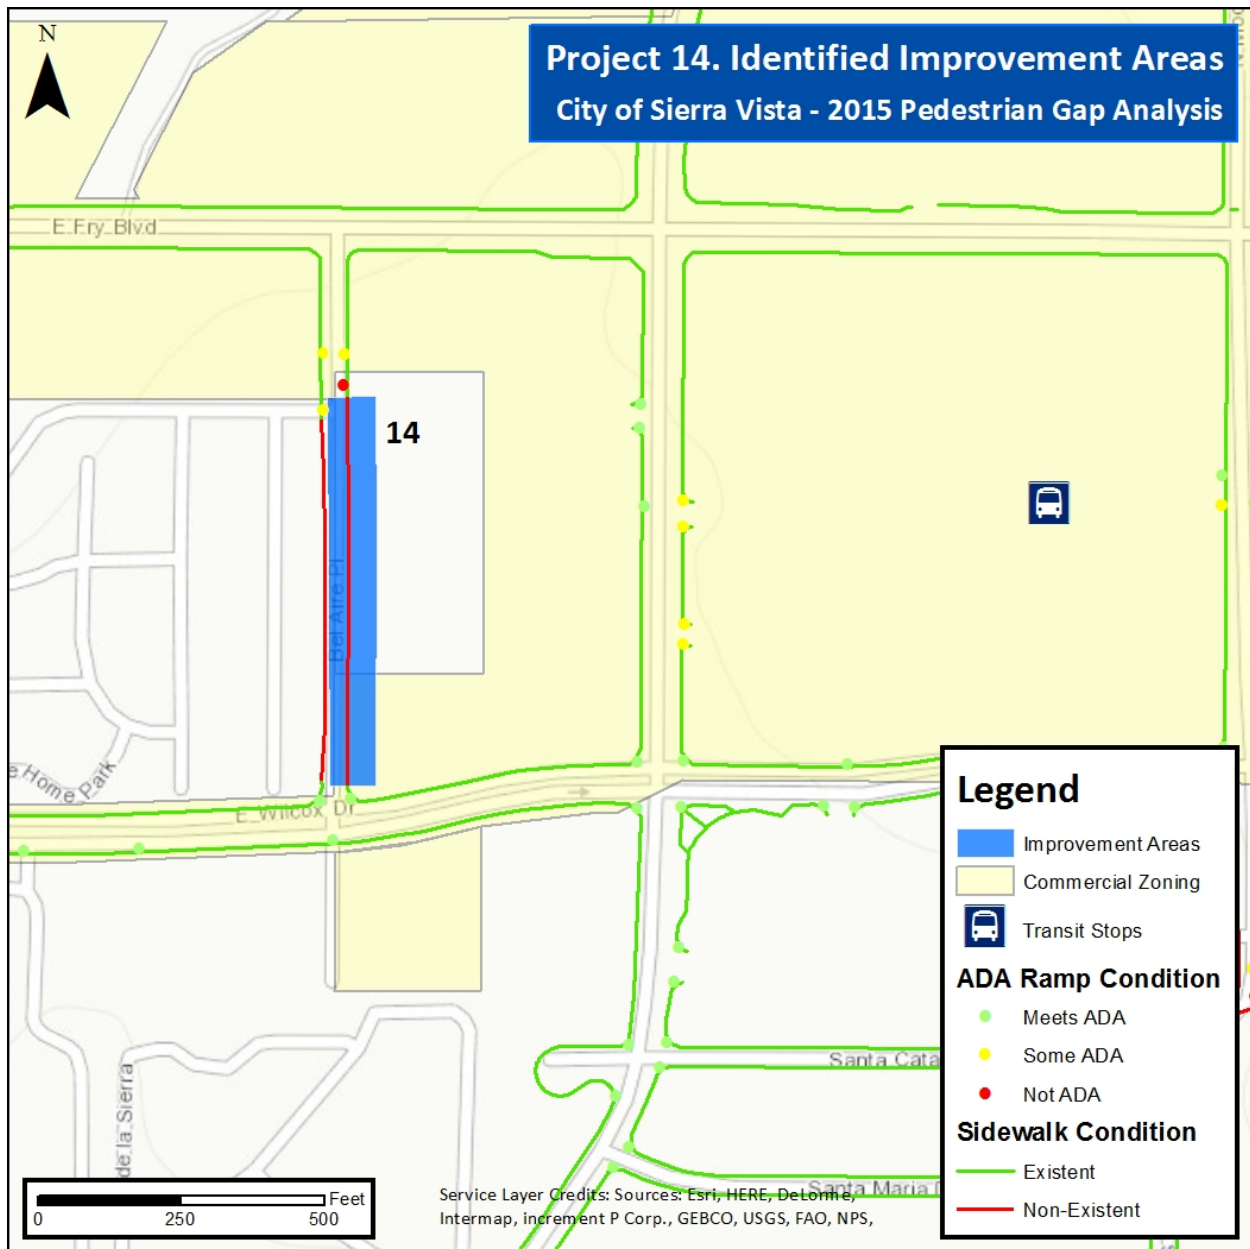 N
Project 14. Identified Improvement Areas
City of Sierra Vista - 2015 Pedestrian Gap Analysis
E Fry Blvd
14
Bel Aire Pl
e Home Park
E Wilcox Dr
Legend
Improvement Areas
Commercial Zoning
Transit Stops
ADA Ramp Condition
Meets ADA
Some ADA
Not ADA
Sidewalk Condition
Existent
Non-Existent
Santa Cata
de la Sierra
Santa Maria
Feet
0 250 500
Service Layer Credits: Sources: Esri, HERE, DeLorme,
Intermap, increment P Corp., GEBCO, USGS, FAO, NPS,